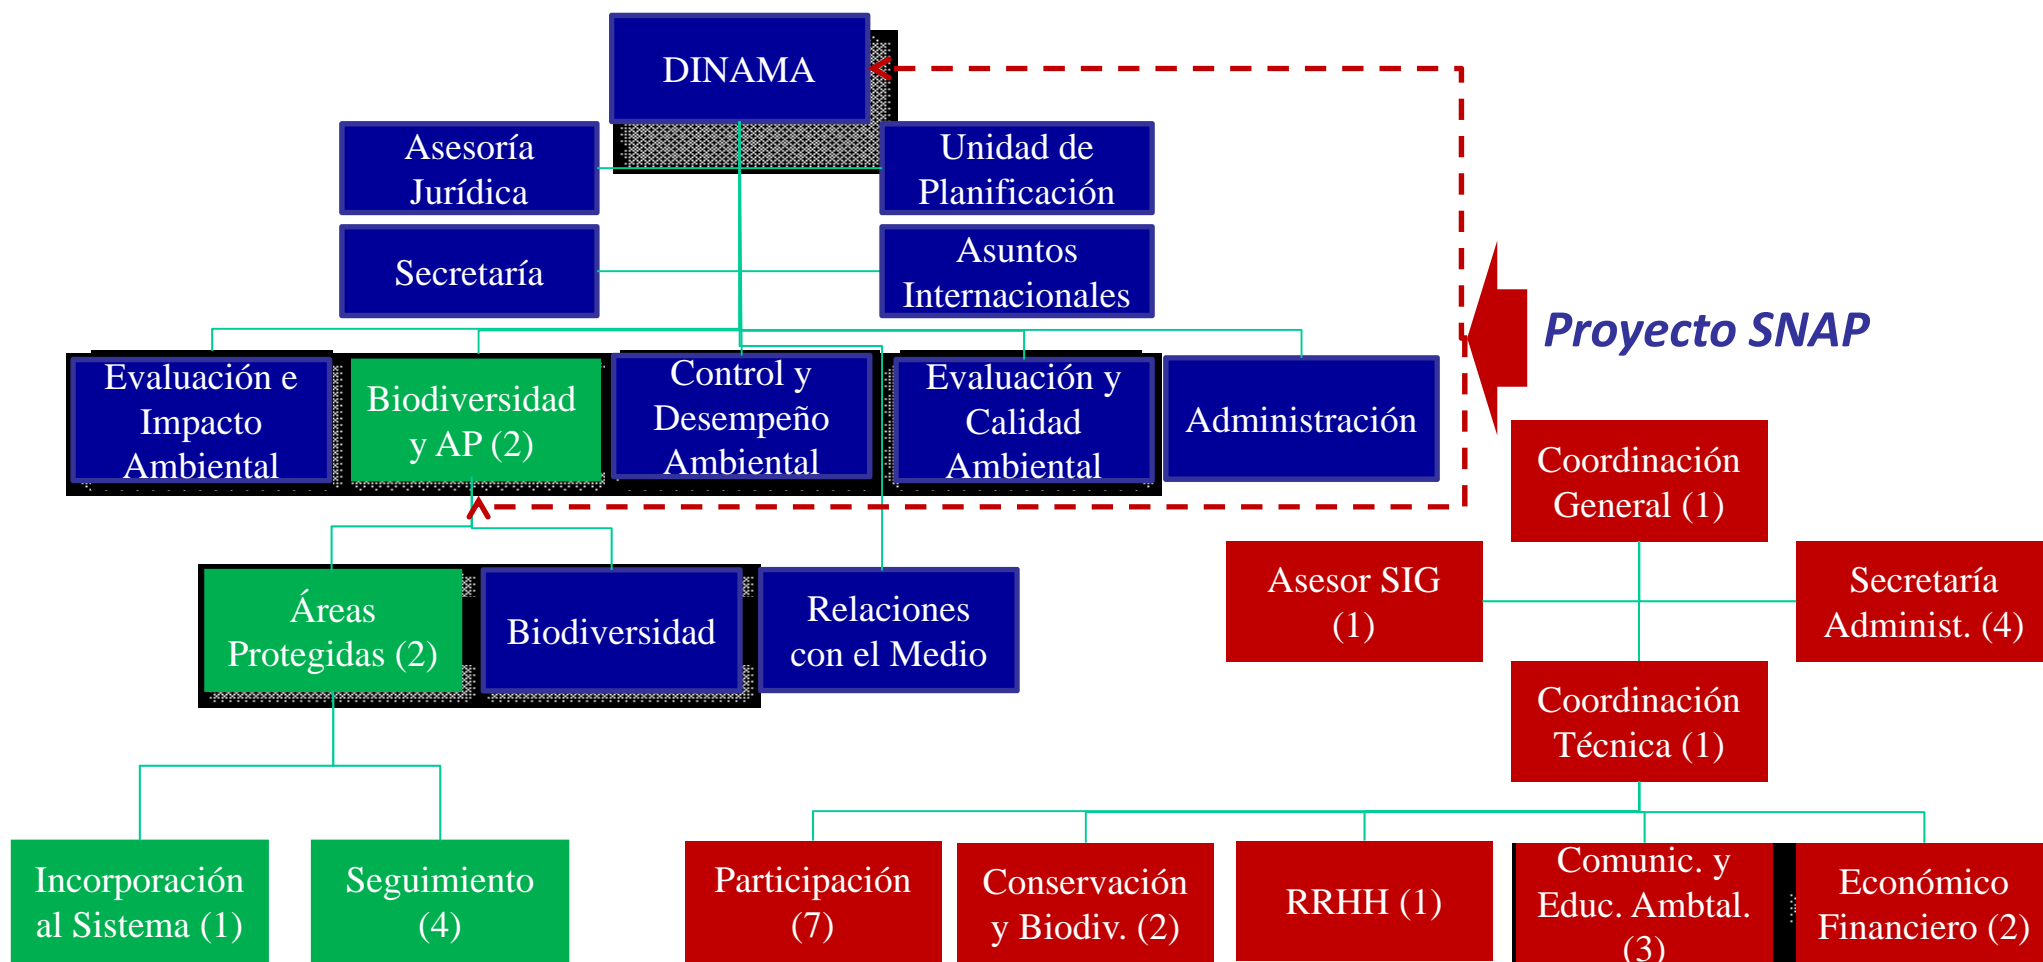 DINAMA
Asesoría
Jurídica
Unidad de
Planificación
Secretaría
Asuntos
Internacionales
Proyecto SNAP
Evaluación e
Impacto
Ambiental
Biodiversidad
y AP (2)
Control y
Desempeño
Ambiental
Evaluación y
Calidad
Ambiental
Administración
Coordinación
General (1)
Áreas
Protegidas (2)
Biodiversidad
Relaciones
con el Medio
Asesor SIG
(1)
Secretaría
Administ. (4)
Coordinación
Técnica (1)
Incorporación
al Sistema (1)
Seguimiento
(4)
Participación
(7)
Conservación
y Biodiv. (2)
RRHH (1)
Comunic. y
Educ. Ambtal.
(3)
Económico
Financiero (2)